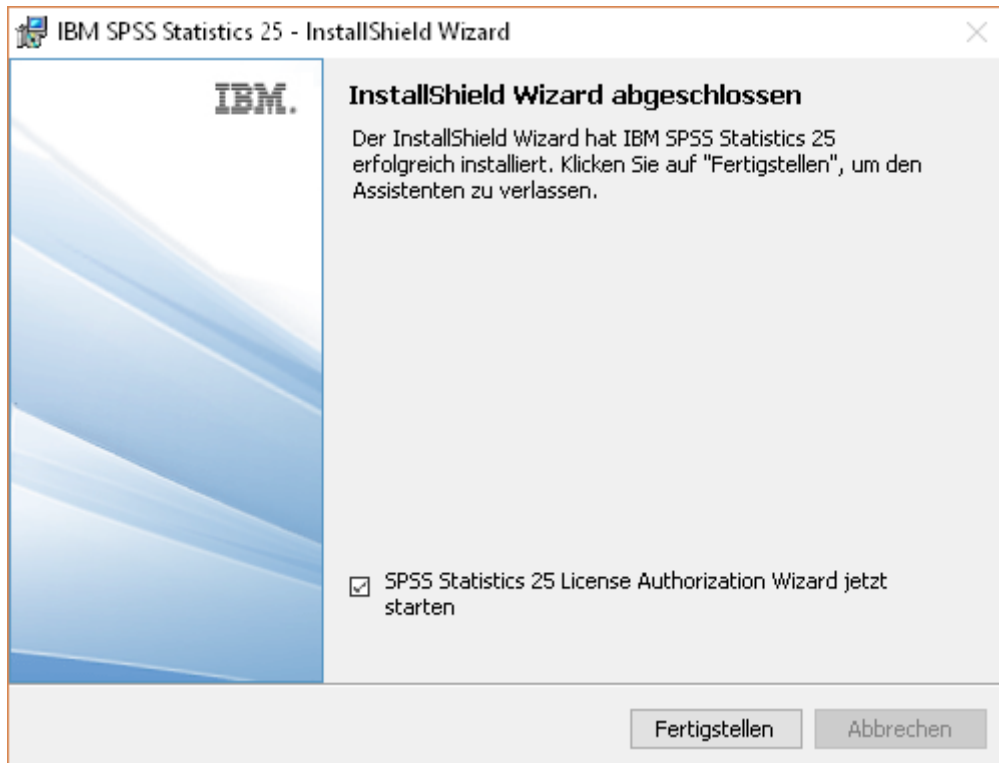 IBM SPSS Statistics 25 - InstallShield Wizard
IBM.
InstallShield Wizard abgeschlossen
Der InstallShield Wizard hat IBM SPSS Statistics 25
erfolgreich installiert. Klicken Sie auf "Fertigstellen", um den
Assistenten zu verlassen.
SPSS Statistics 25 License Authorization Wizard jetzt
starten
Fertigstellen
Abbrechen